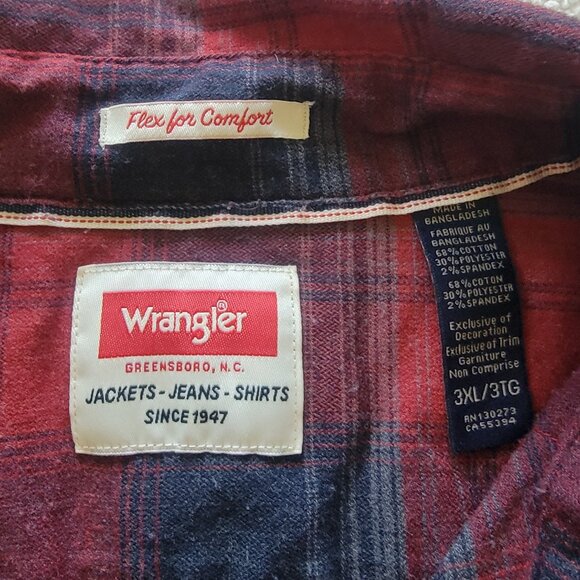 Flex for Comfort
Wrangler®
GREENSBORO, N.C.
JACKETS - JEANS - SHIRTS
SINCE 1947
MADE IN
BANGLADESH
FABRIQUE AU
BANGLADESH
68%COTTON
30%POLYESTER
2%SPANDEX
68%COTON
30%POLYESTER
2%SPANDEX
Exclusive of
Decoration
Exclusive of Trim
Garniture
Non Comprise
3XL/3TG
RN130273
CA55394